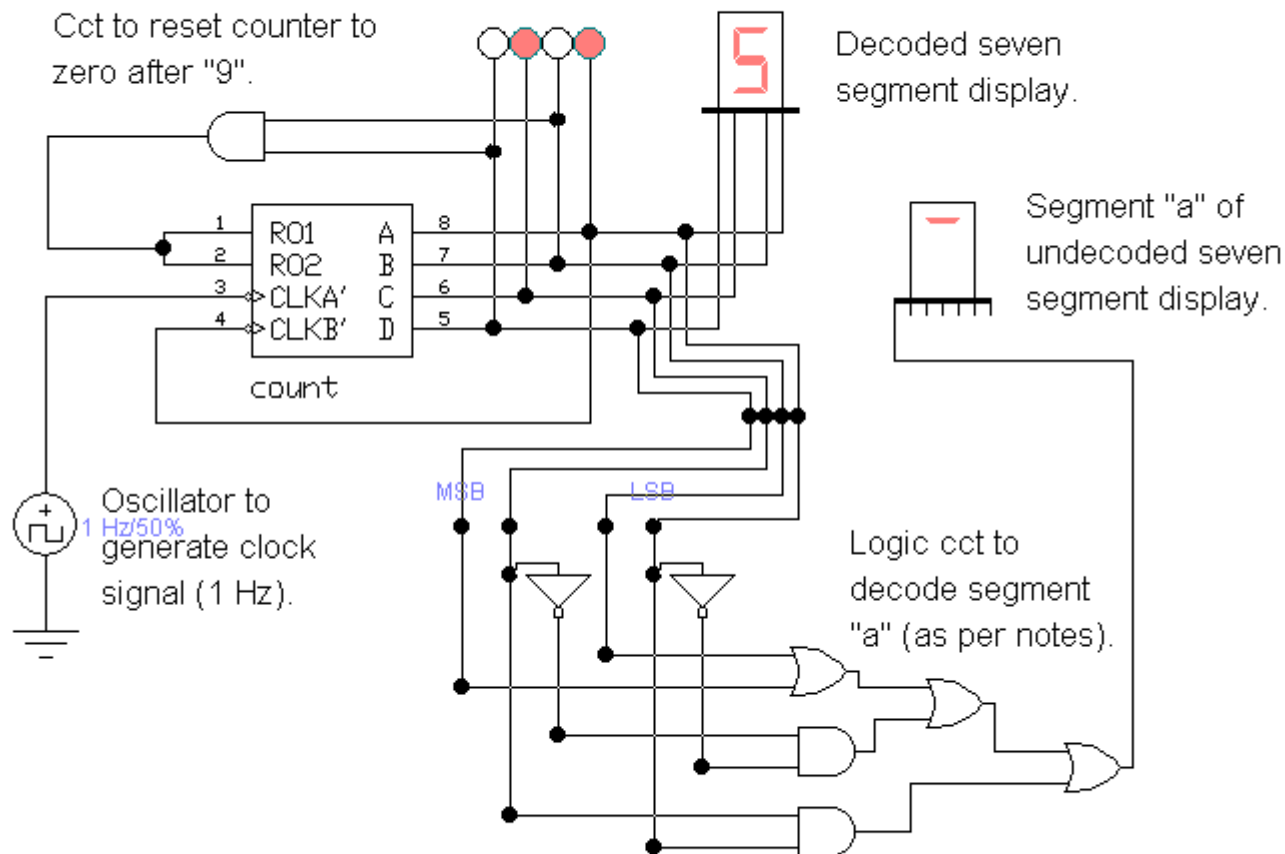 Cct to reset counter to
zero after "9".
5
Decoded seven
segment display.
Segment "a" of
undecoded seven
segment display.
1 RO1 A 8
2 RO2 B 7
3 CLKA' C 6
4 CLKB' D 5
count
MSB LSB
Oscillator to
1 Hz/50%
generate clock
signal (1 Hz).
Logic cct to
decode segment
"a" (as per notes).